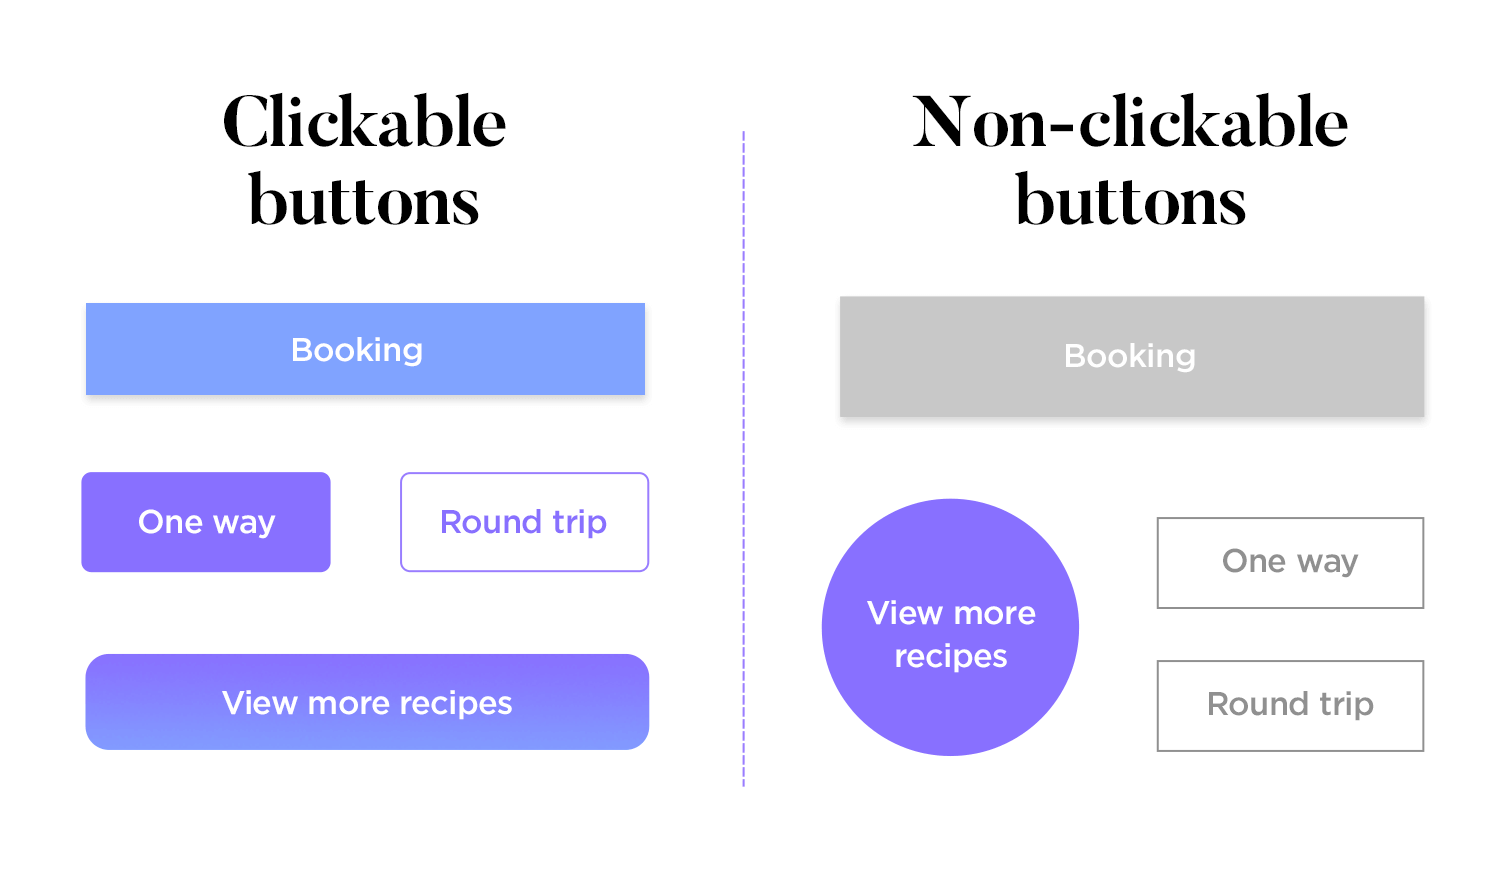 Clickable
buttons
Booking
One way
Round trip
View more recipes
Non-clickable
buttons
Booking
View more
recipes
One way
Round trip